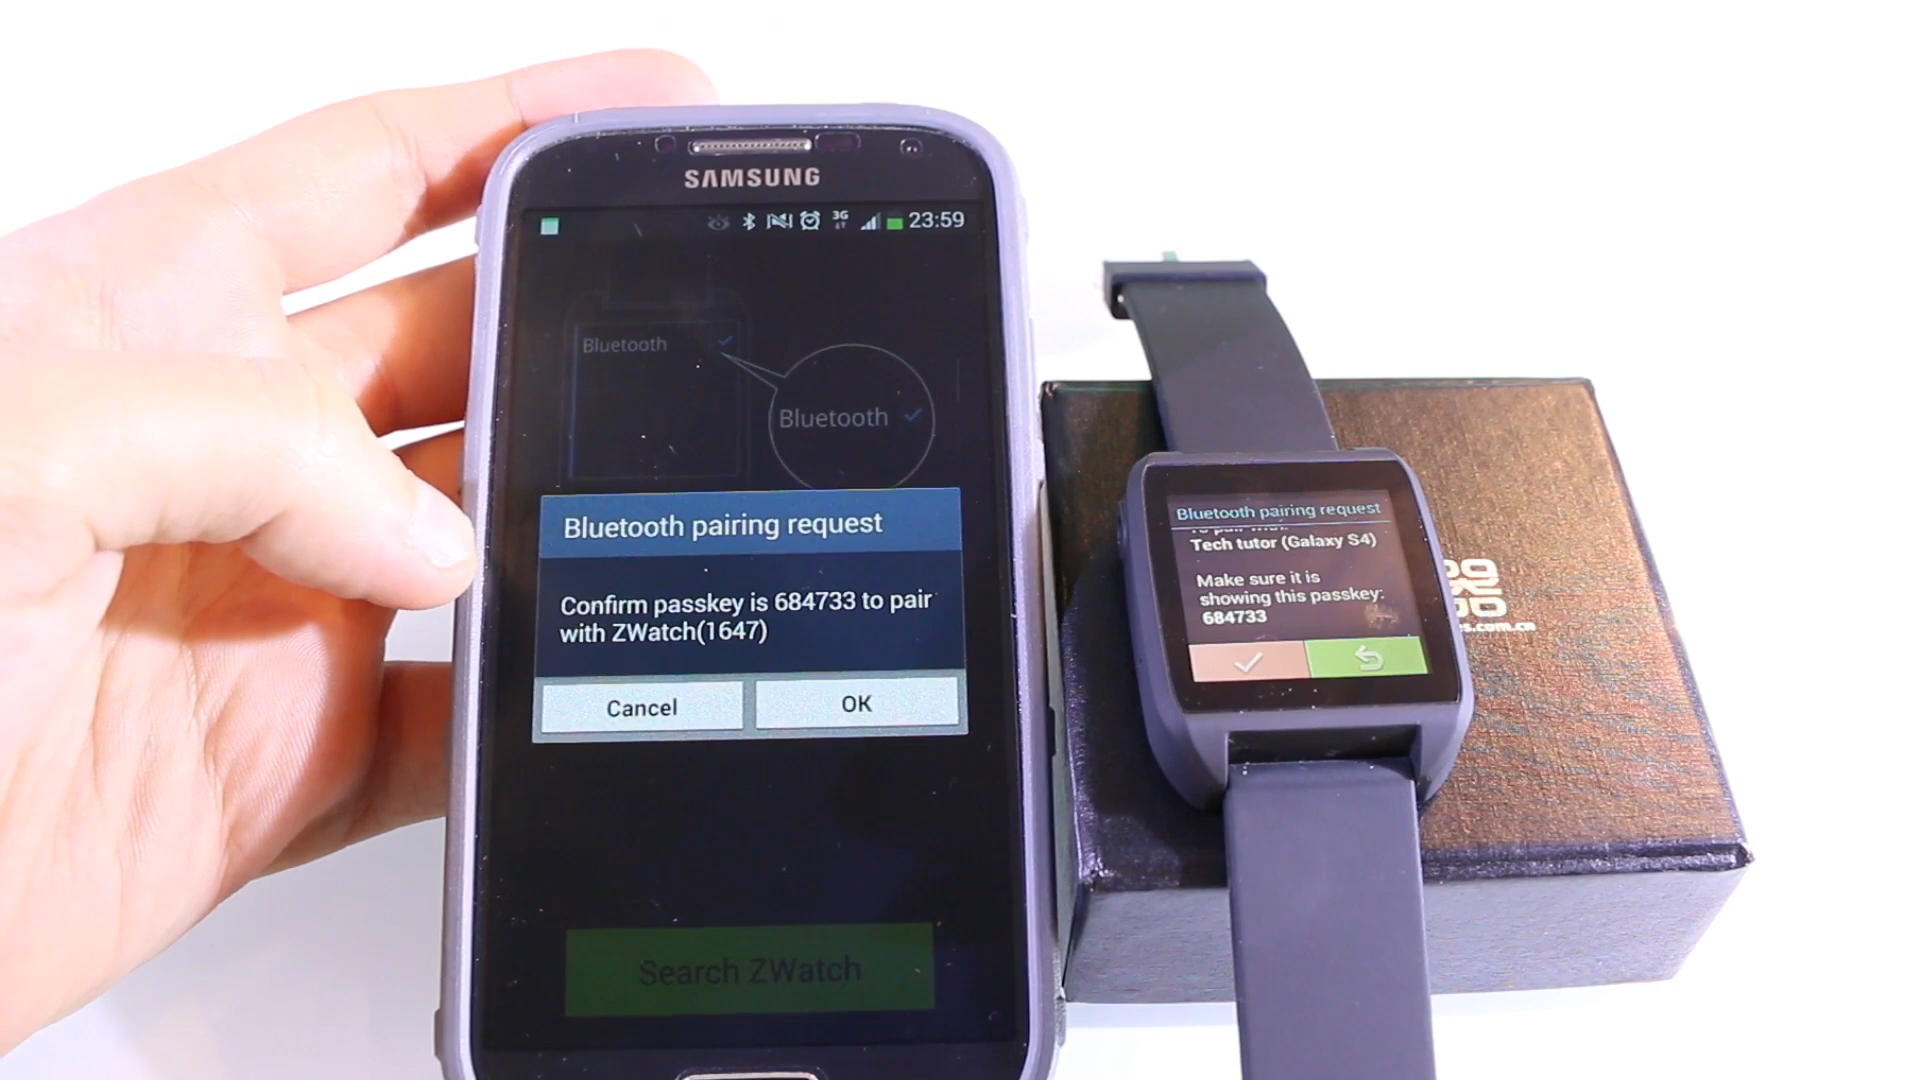 SAMSUNG
3G
23:59
Bluetooth
Bluetooth
Bluetooth pairing request
Confirm passkey is 684733 to pair
with ZWatch(1647)
Cancel
OK
Search ZWatch
Bluetooth pairing request
Tech tutor (Galaxy S4)
Make sure it is
showing this passkey:
684733